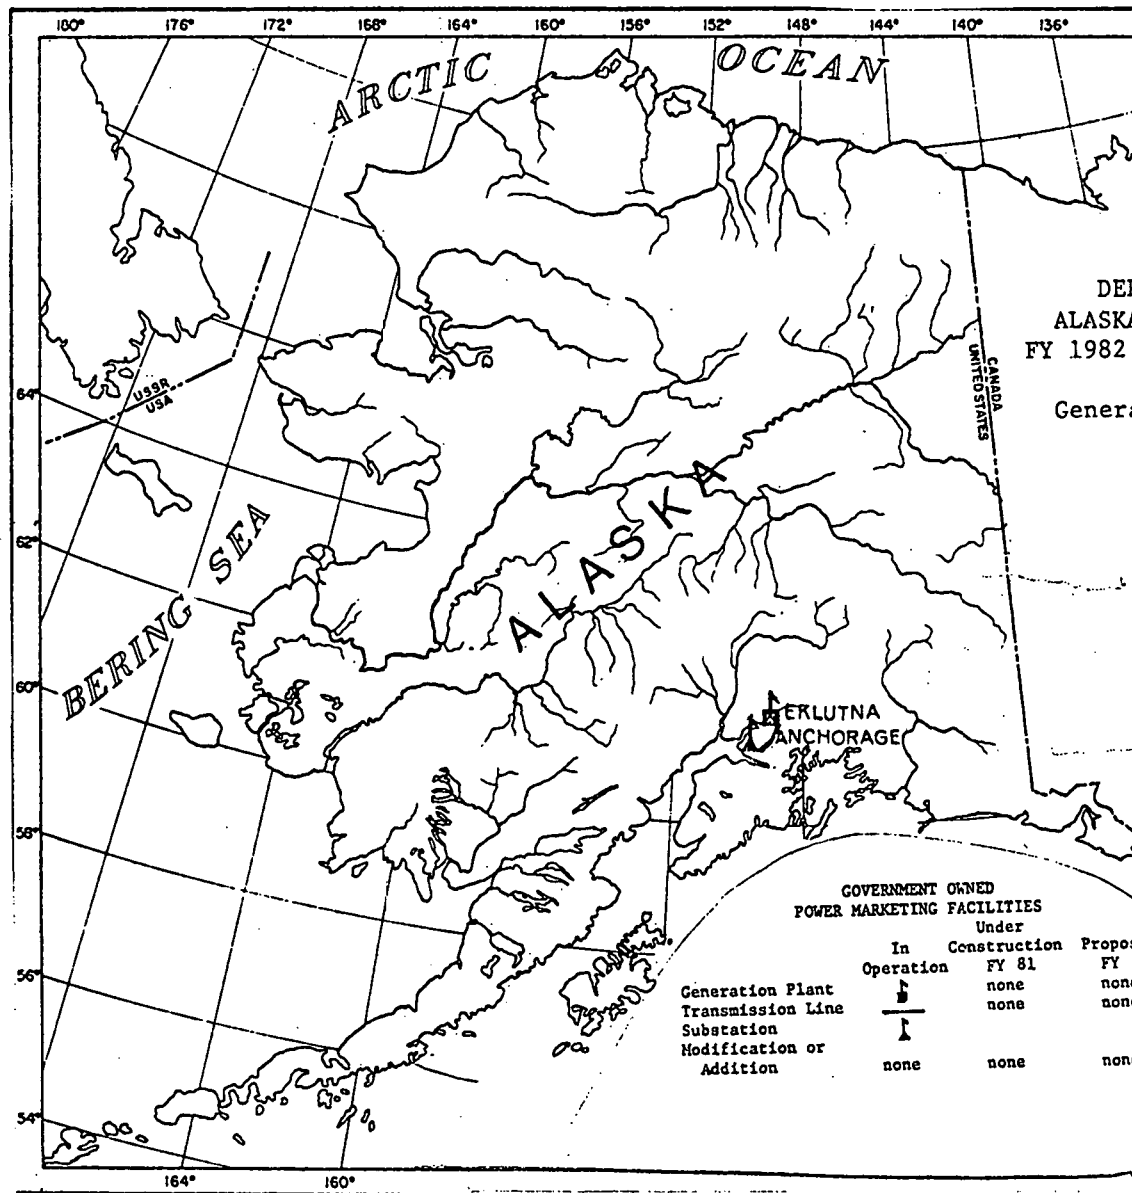 180° 176° 172° 168° 164° 160° 156° 152° 148° 144° 140° 136°
ARCTIC OCEAN
ALASKA
FY 1982
CANADA
UNITED STATES
USSR
USA
64°
62°
60°
58°
56°
54°
BERING SEA
ALASKA
EKLUTNA
ANCHORAGE
GOVERNMENT OWNED
POWER MARKETING FACILITIES
Under
In Construction
Operation FY 81 FY
Generation Plant none
Transmission Line none
Substation
Modification or
Addition none none
164° 160°